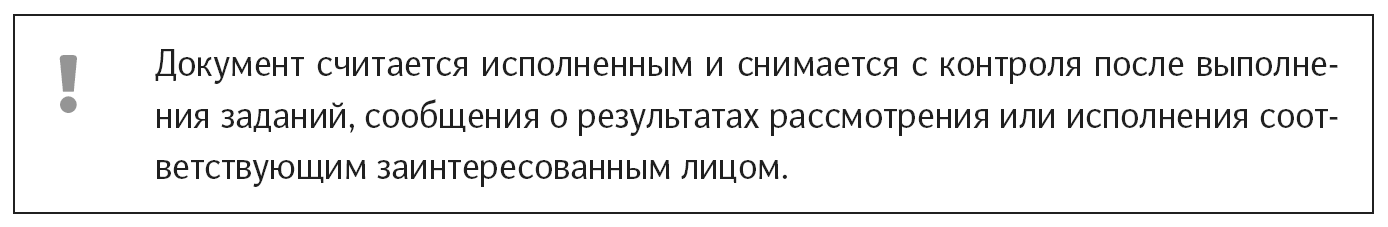 Документ считается исполненным и снимается с контроля после выполне-
ния заданий, сообщения о результатах рассмотрения или исполнения соот-
ветствующим заинтересованным лицом.